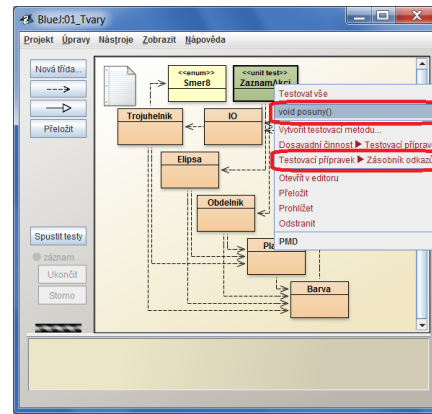 BlueJ:01_Tvary
Projekt Úpravy Nástroje Zobrazit Nápověda
Nová třída...
Přeložit
Spustit testy
záznam
Ukončit
Storno
<<enum>>
Smer8
<<unit test>>
ZaznamAkci
Trojuhelnik
IO
Elipsa
Obdelnik
Barva
Testovat vše
void posuny()
Vytvořit testovací metodu...
Dosavadní činnost ▶ Testovací příprav
Testovací přípravek ▶ Zásobník odkazů
Otevřít v editoru
Přeložit
Prohlížet
Odstranit
PMD